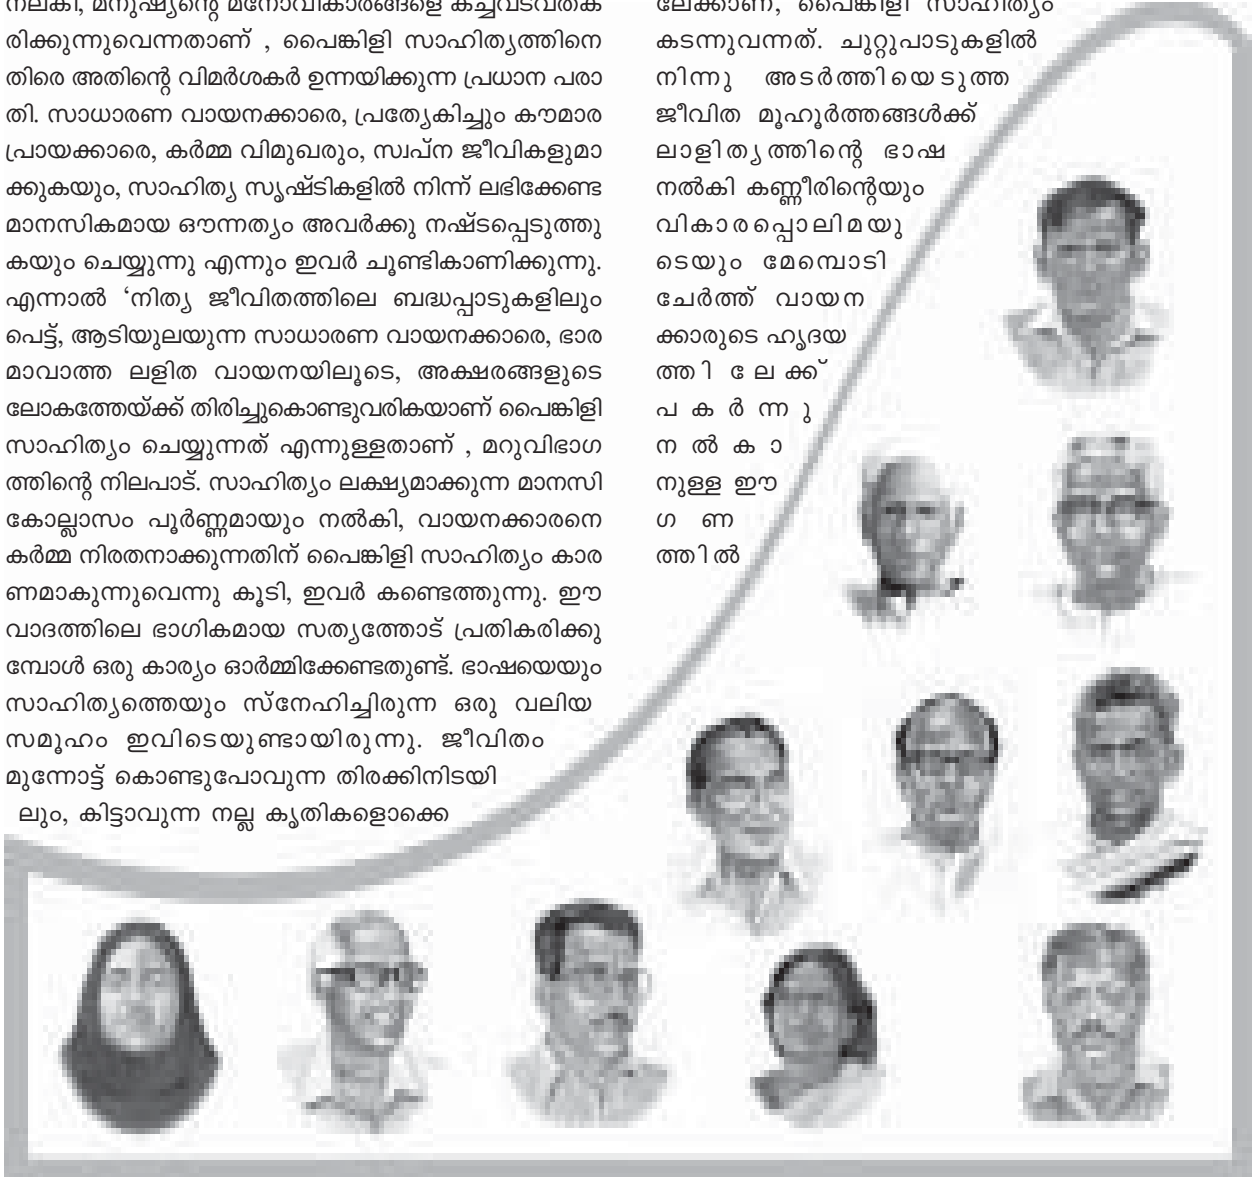 നല്കി, മനുഷ്യന്റെ മനോവികാരങ്ങളെ കച്ചവടവത്ക
രിക്കുന്നുവെന്നതാണ് , പൈങ്കിളി സാഹിത്യത്തിനെ
തിരെ അതിന്റെ വിമർശകർ ഉന്നയിക്കുന്ന പ്രധാന പരാ
തി. സാധാരണ വായനക്കാരെ, പ്രത്യേകിച്ചും കൗമാര
പ്രായക്കാരെ, കർമ്മ വിമുഖരും, സ്വപ്ന ജീവികളുമാ
ക്കുകയും, സാഹിത്യ സൃഷ്ടികളിൽ നിന്ന് ലഭിക്കേണ്ട
മാനസികമായ ഔന്നത്യം അവർക്കു നഷ്ടപ്പെടുത്തു
കയും ചെയ്യുന്നു എന്നും ഇവർ ചൂണ്ടികാണിക്കുന്നു.
എന്നാൽ ‘നിത്യ ജീവിതത്തിലെ ബദ്ധപ്പാടുകളിലും
പെട്ട്, ആടിയുലയുന്ന സാധാരണ വായനക്കാരെ, ഭാര
മാവാത്ത ലളിത വായനയിലൂടെ, അക്ഷരങ്ങളുടെ
ലോകത്തേയ്ക്ക് തിരിച്ചുകൊണ്ടുവരികയാണ് പൈങ്കിളി
സാഹിത്യം ചെയ്യുന്നത് എന്നുള്ളതാണ് , മറുവിഭാഗ
ത്തിന്റെ നിലപാട്. സാഹിത്യം ലക്ഷ്യമാക്കുന്ന മാനസി
കോല്ലാസം പൂർണ്ണമായും നൽകി, വായനക്കാരനെ
കർമ്മ നിരതനാക്കുന്നതിന് പൈങ്കിളി സാഹിത്യം കാര
ണമാകുന്നുവെന്നു കൂടി, ഇവർ കണ്ടെത്തുന്നു. ഈ
വാദത്തിലെ ഭാഗികമായ സത്യത്തോട് പ്രതികരിക്കു
മ്പോൾ ഒരു കാര്യം ഓർമ്മിക്കേണ്ടതുണ്ട്. ഭാഷയെയും
സാഹിത്യത്തെയും സ്നേഹിച്ചിരുന്ന ഒരു വലിയ
സമൂഹം ഇവിടെയുണ്ടായിരുന്നു. ജീവിതം
മുന്നോട്ട് കൊണ്ടുപോവുന്ന തിരക്കിനിടയി
ലും, കിട്ടാവുന്ന നല്ല കൃതികളൊക്കെ
ലേക്കാണ്, പൈങ്കിളി സാഹിത്യം
കടന്നുവന്നത്. ചുറ്റുപാടുകളിൽ
നിന്നു അടർത്തിയെടുത്ത
ജീവിത മൂഹൂർത്തങ്ങൾക്ക്
ലാളിത്യത്തിന്റെ ഭാഷ
നൽകി കണ്ണീരിന്റെയും
വികാരപ്പൊലിമയു
ടെയും മേമ്പൊടി
ചേർത്ത് വായന
ക്കാരുടെ ഹൃദയ
ത്തിലേക്ക്
പകർന്നു
നൽകാ
നുള്ള ഈ
ഗണ
ത്തിൽ